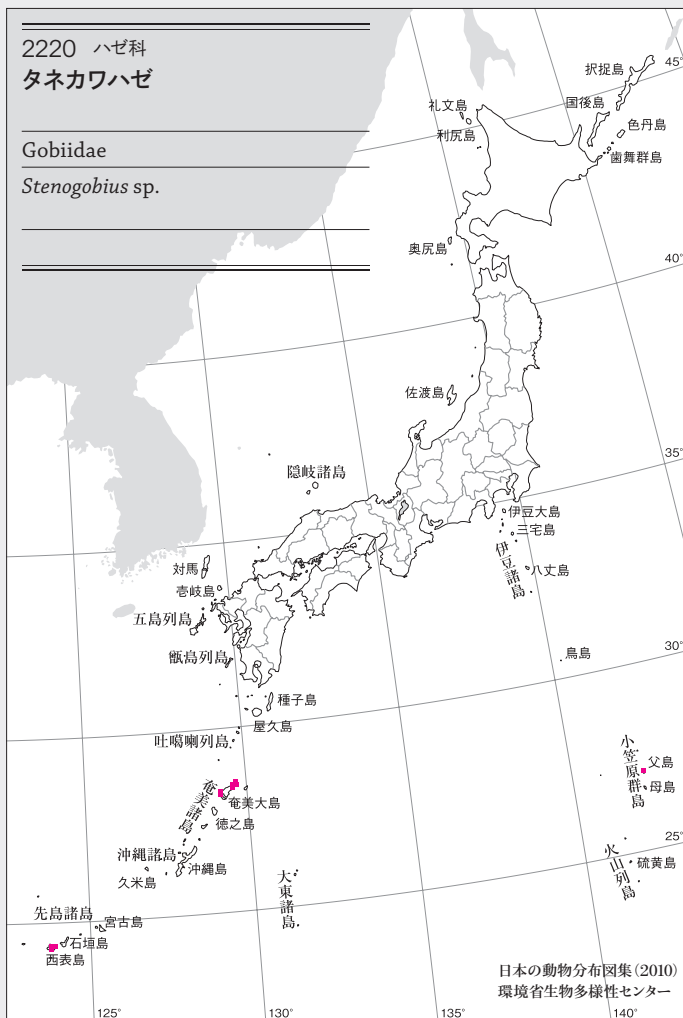 2220 ハゼ科
タネカワハゼ
Gobiidae
Stenogobius sp.
択捉島
45°
国後島
礼文島
色丹島
利尻島
歯舞群島
奥尻島
40°
佐渡島
35°
隠岐諸島
伊豆大島
三宅島
伊豆諸島
八丈島
対馬
壱岐島
五島列島
甑島列島
鳥島
30°
種子島
屋久島
吐噶喇列島
小笠原群島
父島
母島
奄美諸島
奄美大島
徳之島
25°
沖縄諸島
沖縄島
久米島
火山列島
硫黄島
大東諸島
先島諸島
宮古島
石垣島
西表島
日本の動物分布図集(2010)
環境省生物多様性センター
125°
130°
135°
140°